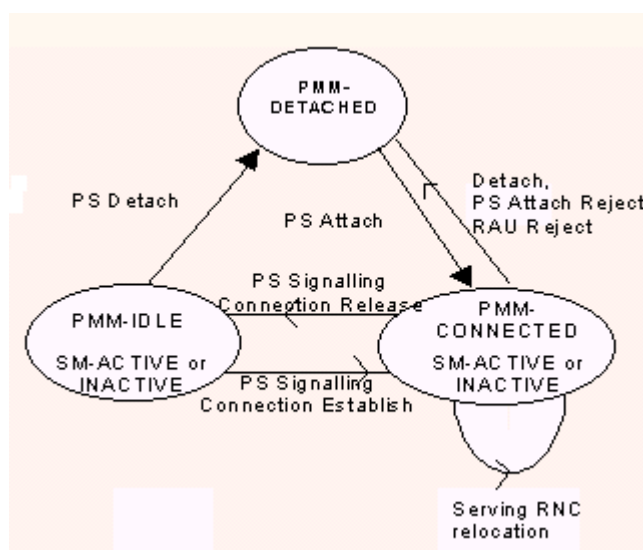 PMM-
DETACHED
Detach,
PS Attach Reject
RAU Reject
PS Detach
PS Attach
PS Signalling
Connection Release
PMM-IDLE
SM-ACTIVE or
INACTIVE
PMM-
CONNECTED
SM-ACTIVE or
INACTIVE
PS Signalling
Connection Establish
Serving RNC
relocation